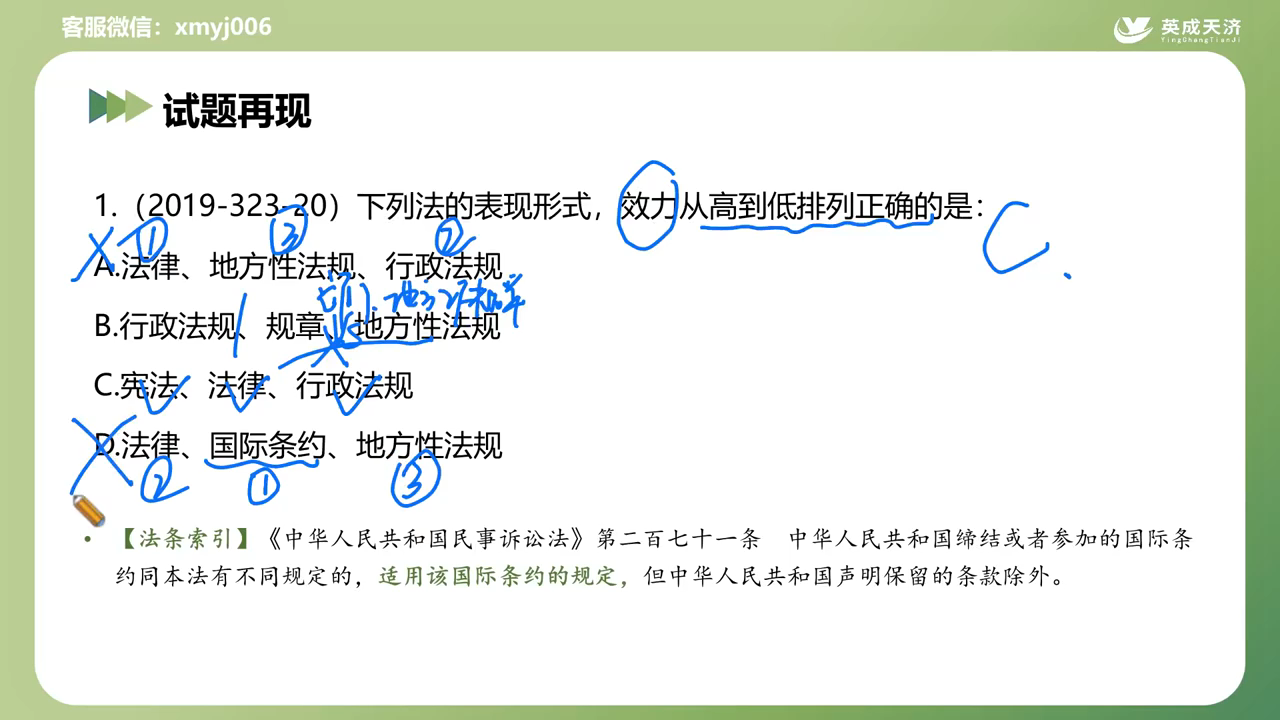 客服微信：xmyj006
英成天济
YingChengTianJi
试题再现
1.（2019-323-20）下列法的表现形式，效力从高到低排列正确的是：
C.
① ③ ②
A.法律、地方性法规、行政法规
B.行政法规、规章、地方性法规
C.宪法、法律、行政法规
D.法律、国际条约、地方性法规
② ① ③
• 【法条索引】《中华人民共和国民事诉讼法》第二百七十一条 中华人民共和国缔结或者参加的国际条
约同本法有不同规定的，适用该国际条约的规定，但中华人民共和国声明保留的条款除外。